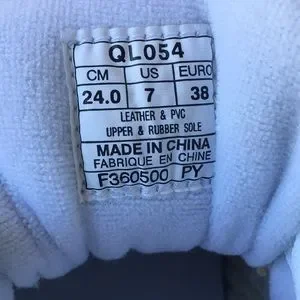 QL054
CM US EURO
24.0 7 38
LEATHER & PVC
UPPER & RUBBER SOLE
MADE IN CHINA
FABRIQUE EN CHINE
F360500 PY